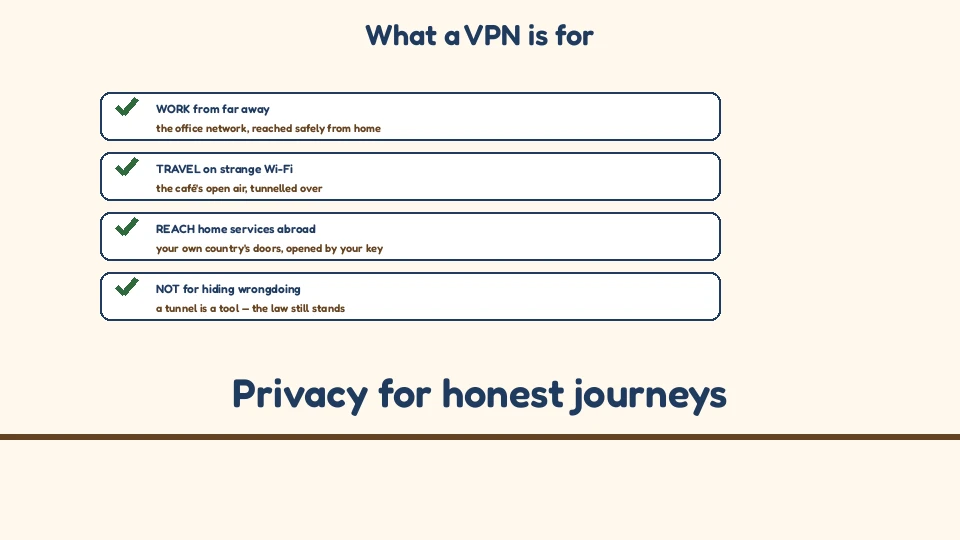 What a VPN is for
WORK from far away
the office network, reached safely from home
TRAVEL on strange Wi-Fi
the café's open air, tunnelled over
REACH home services abroad
your own country's doors, opened by your key
NOT for hiding wrongdoing
a tunnel is a tool — the law still stands
Privacy for honest journeys